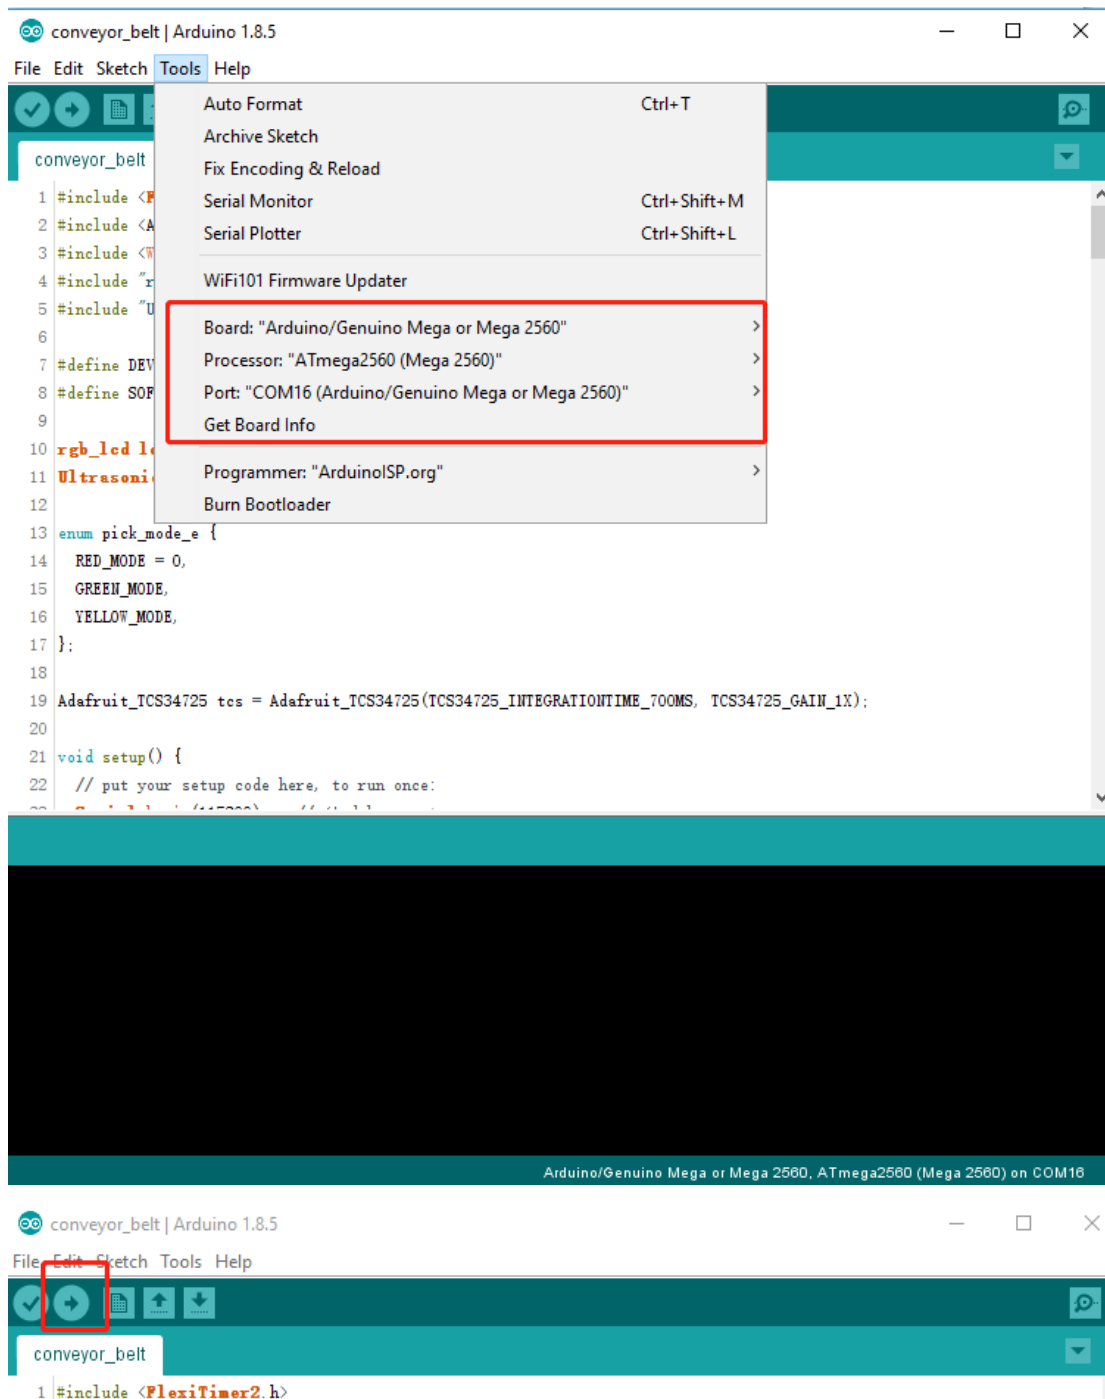 conveyor_belt | Arduino 1.8.5
File Edit Sketch Tools Help
Auto Format Ctrl+T
Archive Sketch
conveyor_belt
Fix Encoding & Reload
1 #include <F
Serial Monitor Ctrl+Shift+M
2 #include <A
Serial Plotter Ctrl+Shift+L
3 #include <W
4 #include "r
WiFi101 Firmware Updater
5 #include "U
Board: "Arduino/Genuino Mega or Mega 2560"
6
Processor: "ATmega2560 (Mega 2560)"
7 #define DEV
Port: "COM16 (Arduino/Genuino Mega or Mega 2560)"
8 #define SOF
Get Board Info
9
10 rgb_lcd l
Programmer: "ArduinoISP.org"
11 Ultrasoni
Burn Bootloader
12
13 enum pick_mode_e {
14 RED_MODE = 0,
15 GREEN_MODE,
16 YELLOW_MODE,
17 };
18
19 Adafruit_TCS34725 tcs = Adafruit_TCS34725(TCS34725_INTEGRATIONTIME_700MS, TCS34725_GAIN_1X);
20
21 void setup() {
22 // put your setup code here, to run once:
Arduino/Genuino Mega or Mega 2560, ATmega2560 (Mega 2560) on COM16
conveyor_belt | Arduino 1.8.5
File Edit Sketch Tools Help
conveyor_belt
1 #include <FlexiTimer2.h>